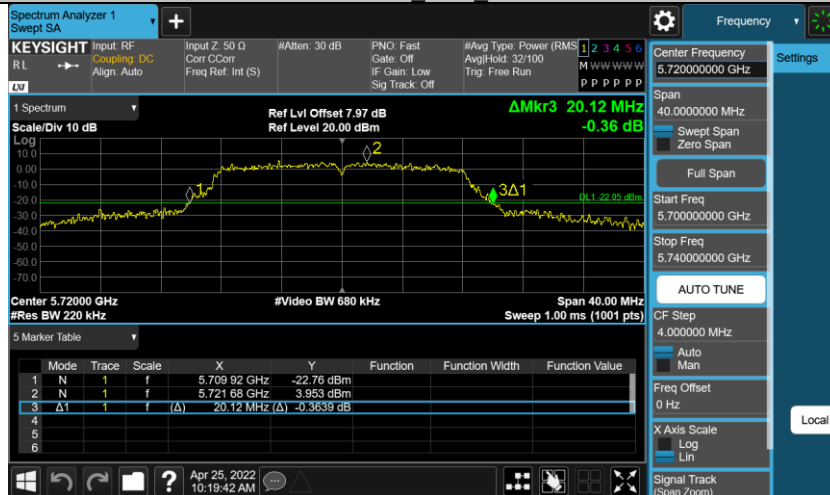 Spectrum Analyzer 1
Swept SA
Frequency
KEYSIGHT
RL
LXI
Input: RF
Coupling: DC
Align: Auto
Input Z: 50 Ω
Corr CCorr
Freq Ref: Int (S)
#Atten: 30 dB
PNO: Fast
Gate: Off
IF Gain: Low
Sig Track: Off
#Avg Type: Power (RMS
Avg|Hold: 32/100
Trig: Free Run
1 2 3 4 5 6
M W W W W W
P P P P P P
1 Spectrum
Scale/Div 10 dB
Ref Lvl Offset 7.97 dB
Ref Level 20.00 dBm
ΔMkr3 20.12 MHz
-0.36 dB
Log
10.0
0.00
-10.0
-20.0
-30.0
-40.0
-50.0
-60.0
-70.0
1
2
3Δ1
DL1 -22.05 dBm
Center 5.72000 GHz
#Res BW 220 kHz
#Video BW 680 kHz
Span 40.00 MHz
Sweep 1.00 ms (1001 pts)
5 Marker Table
Mode Trace Scale X Y Function Function Width Function Value
1 N 1 f 5.709 92 GHz -22.76 dBm
2 N 1 f 5.721 68 GHz 3.953 dBm
3 Δ1 1 f (Δ) 20.12 MHz (Δ) -0.3639 dB
4
5
6
?
Apr 25, 2022
10:19:42 AM
Center Frequency
5.720000000 GHz
Span
40.0000000 MHz
Swept Span
Zero Span
Full Span
Start Freq
5.700000000 GHz
Stop Freq
5.740000000 GHz
AUTO TUNE
CF Step
4.000000 MHz
Auto
Man
Freq Offset
0 Hz
X Axis Scale
Log
Lin
Signal Track
(Span Zoom)
Settings
Local